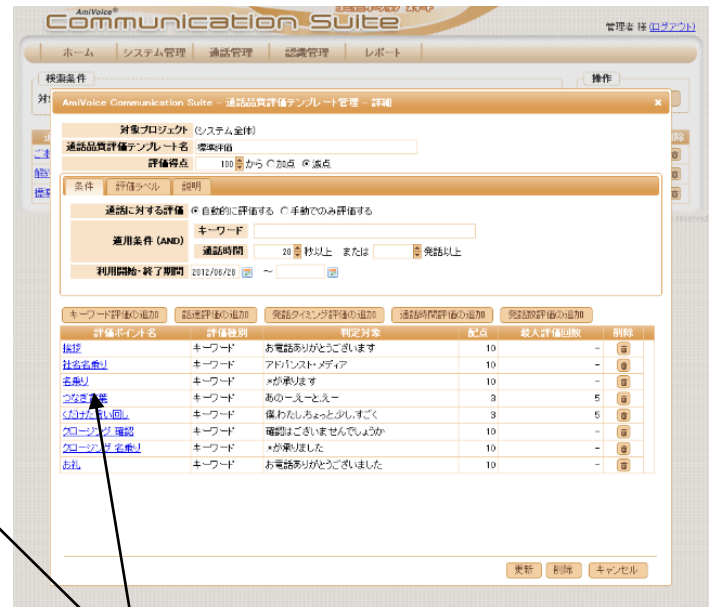 AmiVoice®
Communication Suite
管理者 様 (ログアウト)
ホーム システム管理 通話管理 認識管理 レポート
検索条件 操作
AmiVoice Communication Suite – 通話品質評価テンプレート管理 – 詳細 ×
対象プロジェクト (システム全体)
通話品質評価テンプレート名 標準評価
評価得点 100 から 加点 減点
条件 評価ラベル 説明
通話に対する評価 自動的に評価する 手動でのみ評価する
適用条件 (AND) キーワード
通話時間 20 秒以上 または 発話以上
利用開始・終了期間 2012/08/28 ~
キーワード評価の追加 話速評価の追加 発話タイミング評価の追加 通話時間評価の追加 発話数評価の追加
評価ポイント名 評価種別 判定対象 配点 最大評価回数 削除
挨拶 キーワード お電話ありがとうございます 10 -
社名名乗り キーワード アドバンスト・メディア 10 -
名乗り キーワード *が承ります 10 -
つなぎ言葉 キーワード あのー,えーと,えー 3 5
くだけた言い回し キーワード 僕,わたし,ちょっと,少し,すごく 3 5
クロージング 確認 キーワード 確認はございませんでしょうか 10 -
クロージング 名乗り キーワード *が承りました 10 -
お礼 キーワード お電話ありがとうございました 10 -
更新 削除 キャンセル